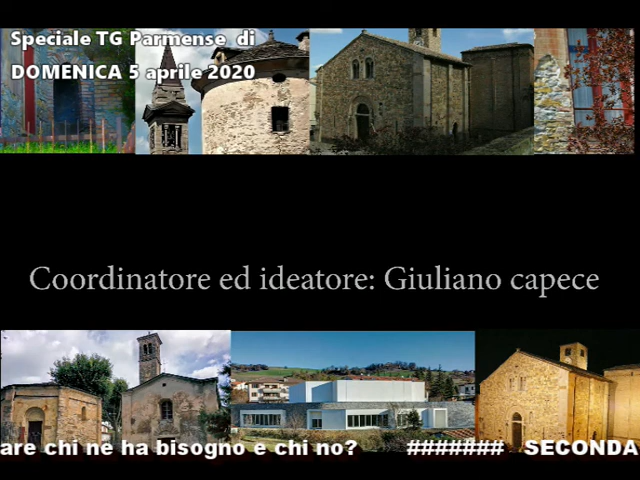 Speciale TG Parmense di
DOMENICA 5 aprile 2020
Coordinatore ed ideatore: Giuliano capece
are chi ne ha bisogno e chi no? ####### SECONDA